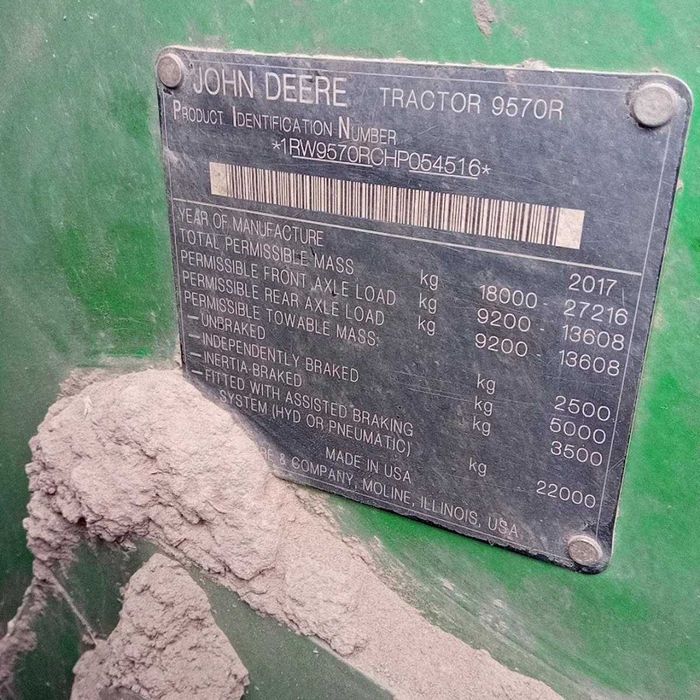 JOHN DEERE TRACTOR 9570R
PRODUCT IDENTIFICATION NUMBER
*1RW9570RCHP054516*
YEAR OF MANUFACTURE 2017
TOTAL PERMISSIBLE MASS kg 18000 - 27216
PERMISSIBLE FRONT AXLE LOAD kg 9200 - 13608
PERMISSIBLE REAR AXLE LOAD kg 9200 - 13608
PERMISSIBLE TOWABLE MASS:
—UNBRAKED kg 2500
—INDEPENDENTLY BRAKED kg 5000
—INERTIA-BRAKED kg 3500
—FITTED WITH ASSISTED BRAKING
SYSTEM (HYD OR PNEUMATIC) kg 22000
MADE IN USA
& COMPANY, MOLINE, ILLINOIS, USA